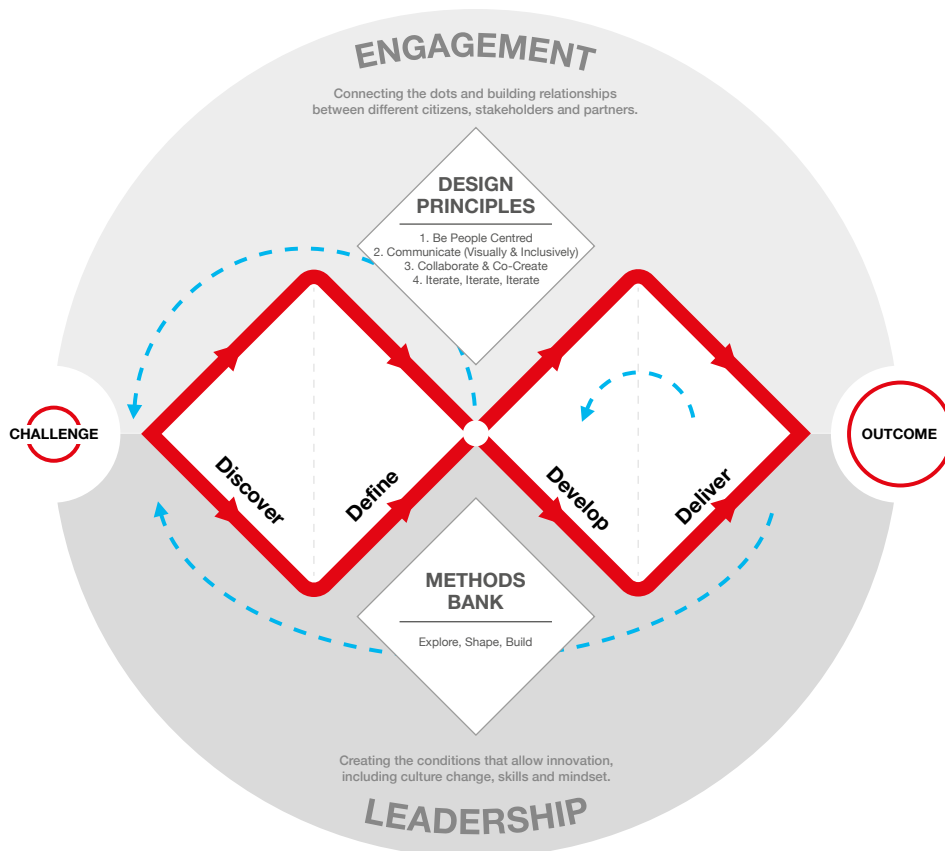 ENGAGEMENT
Connecting the dots and building relationships
between different citizens, stakeholders and partners.
DESIGN
PRINCIPLES
1. Be People Centred
2. Communicate (Visually & Inclusively)
3. Collaborate & Co-Create
4. Iterate, Iterate, Iterate
CHALLENGE
OUTCOME
Discover
Define
Develop
Deliver
METHODS
BANK
Explore, Shape, Build
Creating the conditions that allow innovation,
including culture change, skills and mindset.
LEADERSHIP